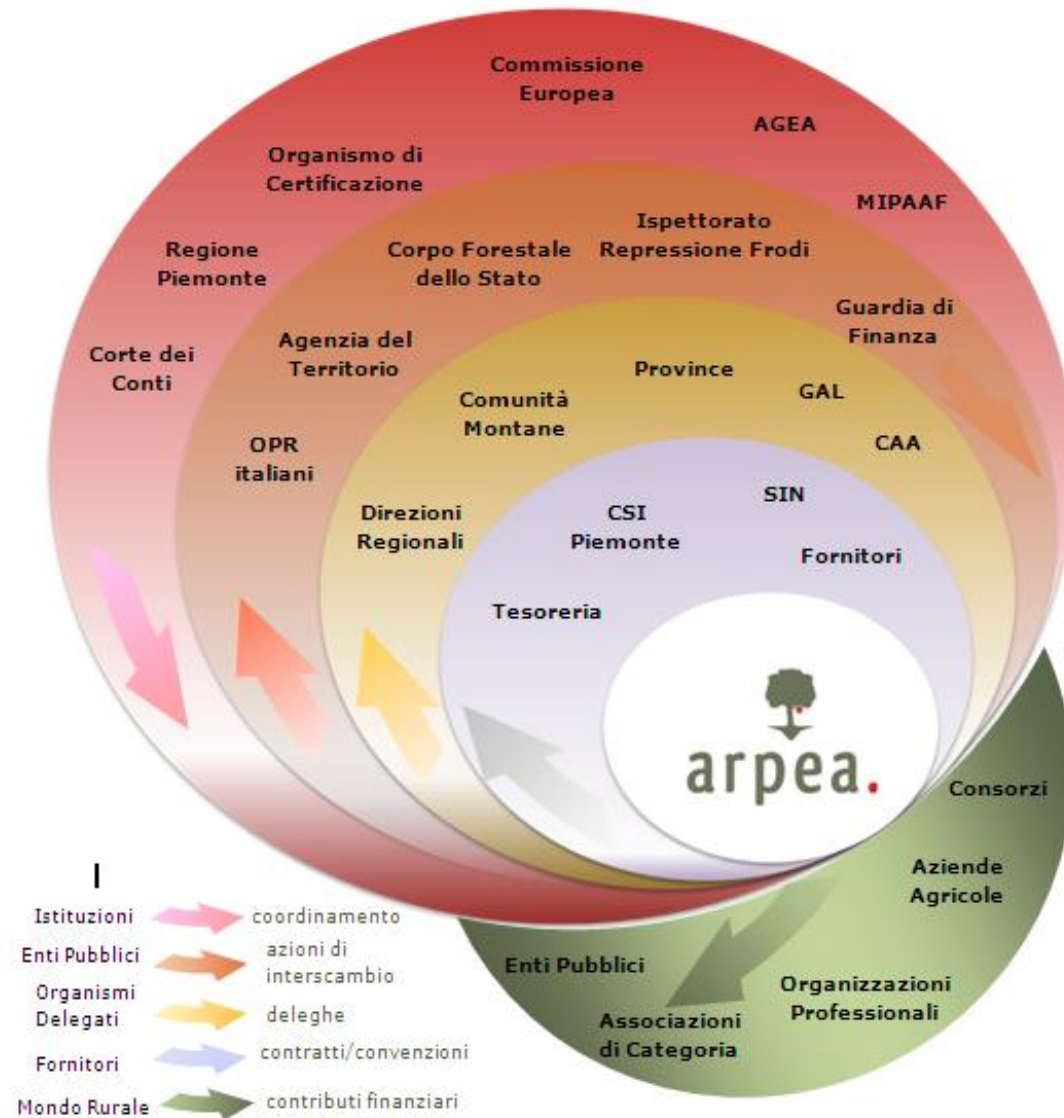 Commissione
Europea
AGEA
Organismo di
Certificazione
MIPAAF
Ispettorato
Repressione Frodi
Regione
Piemonte
Corpo Forestale
dello Stato
Guardia di
Finanza
Agenzia del
Territorio
Corte dei
Conti
Province
GAL
Comunità
Montane
CAA
OPR
italiani
SIN
Direzioni
Regionali
CSI
Piemonte
Fornitori
Tesoreria
arpea.
Consorzi
Aziende
Agricole
Enti Pubblici
Organizzazioni
Professionali
Associazioni
di Categoria
I
Istituzioni
coordinamento
Enti Pubblici
azioni di
interscambio
Organismi
Delegati
deleghe
Fornitori
contratti/convenzioni
Mondo Rurale
contributi finanziari